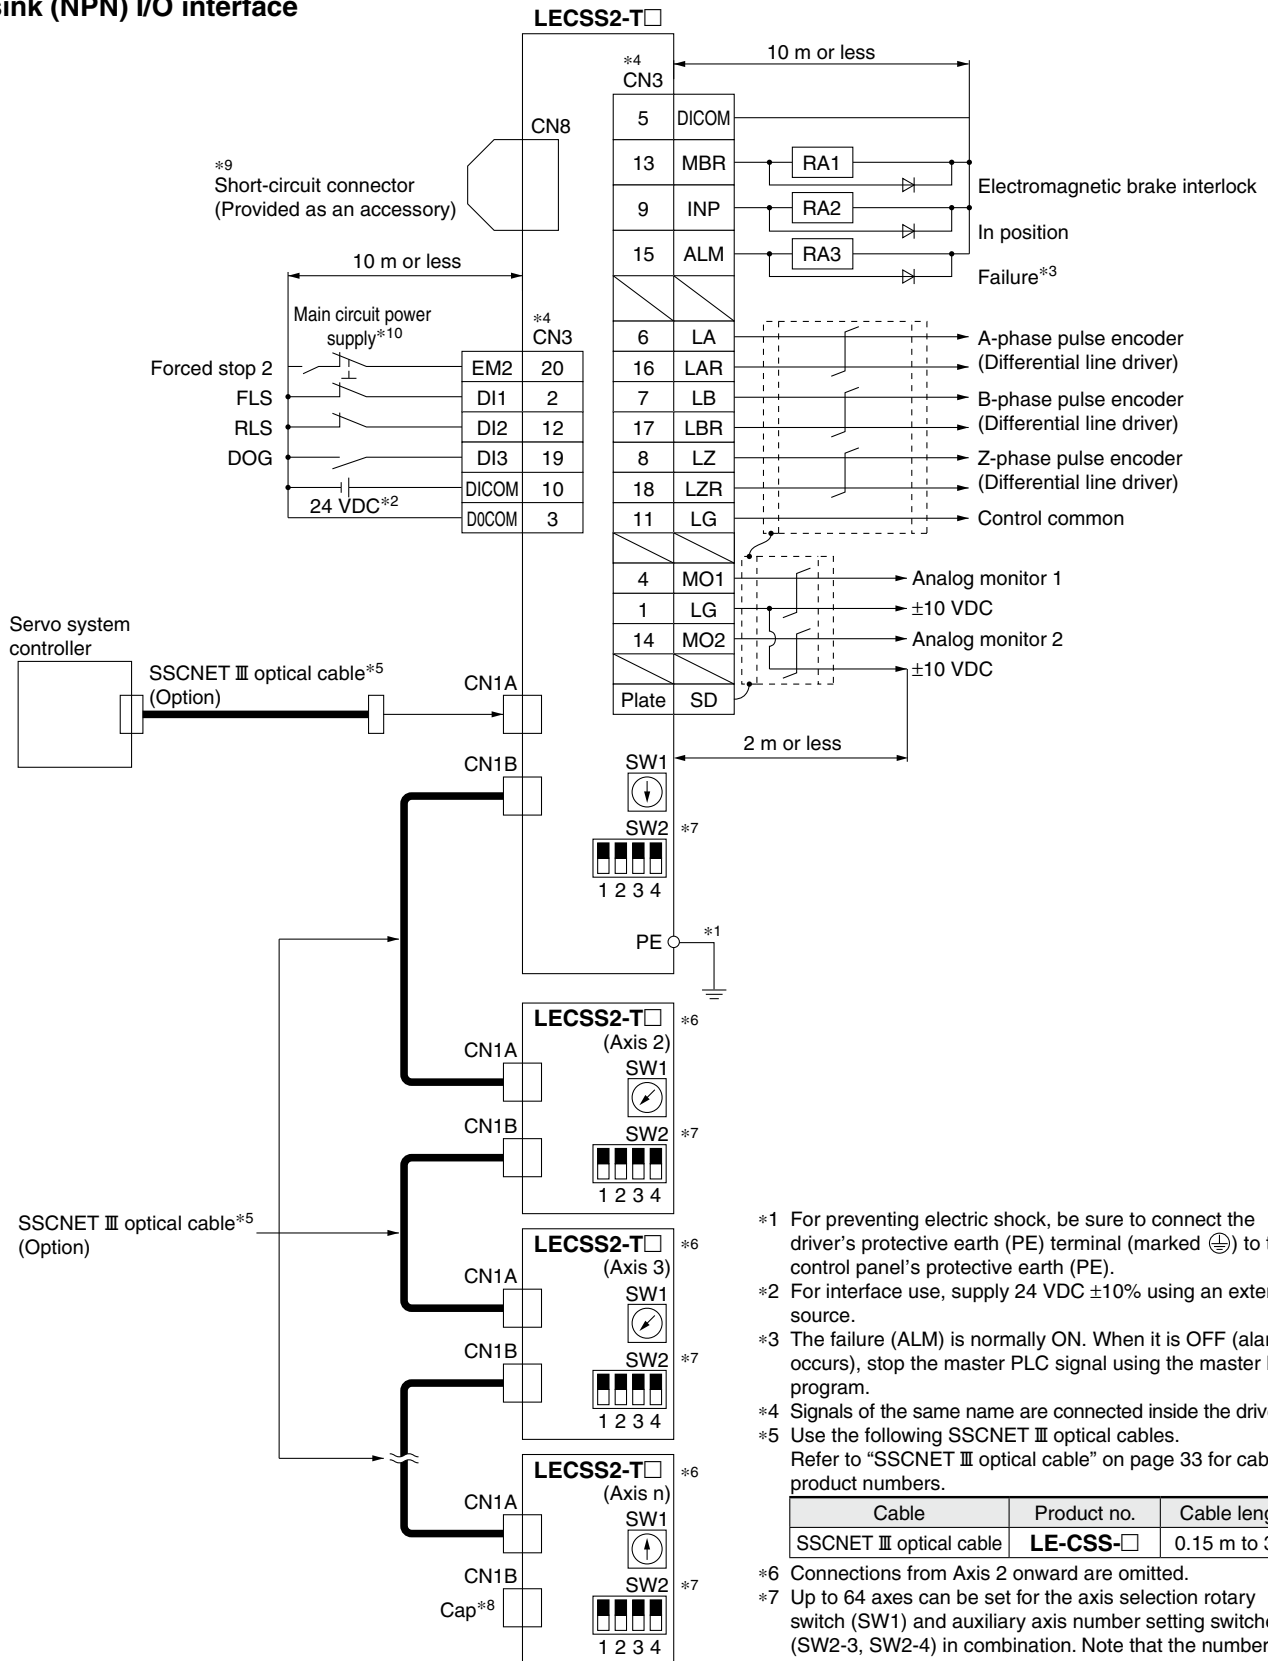 sink (NPN) I/O interface
LECSS2-T□
10 m or less
*4
CN3
5 DICOM
CN8
13 MBR RA1
*9
Short-circuit connector
(Provided as an accessory)
Electromagnetic brake interlock
9 INP RA2
In position
15 ALM RA3
Failure*3
10 m or less
Main circuit power
supply*10
*4
CN3
6 LA A-phase pulse encoder
16 LAR (Differential line driver)
Forced stop 2 EM2 20
FLS DI1 2
7 LB B-phase pulse encoder
17 LBR (Differential line driver)
RLS DI2 12
DOG DI3 19
8 LZ Z-phase pulse encoder
18 LZR (Differential line driver)
DICOM 10
24 VDC*2
D0COM 3
11 LG Control common
4 MO1 Analog monitor 1
1 LG ±10 VDC
14 MO2 Analog monitor 2
±10 VDC
Plate SD
Servo system
controller
SSCNET Ⅲ optical cable*5
(Option)
CN1A
2 m or less
CN1B
SW1
SW2 *7
1 2 3 4
PE *1
LECSS2-T□ *6
(Axis 2)
CN1A
SW1
CN1B
SW2 *7
1 2 3 4
SSCNET Ⅲ optical cable*5
(Option)
LECSS2-T□ *6
(Axis 3)
CN1A
SW1
CN1B
SW2 *7
1 2 3 4
LECSS2-T□ *6
(Axis n)
CN1A
SW1
CN1B
Cap*8
SW2 *7
1 2 3 4
*1 For preventing electric shock, be sure to connect the
driver's protective earth (PE) terminal (marked ⏚) to
control panel's protective earth (PE).
*2 For interface use, supply 24 VDC ±10% using an
source.
*3 The failure (ALM) is normally ON. When it is OFF
occurs), stop the master PLC signal using the master
program.
*4 Signals of the same name are connected inside the
*5 Use the following SSCNET Ⅲ optical cables.
Refer to “SSCNET Ⅲ optical cable” on page 33 for
product numbers.
Cable Product no. Cable
SSCNET Ⅲ optical cable LE-CSS-□ 0.15 m to
*6 Connections from Axis 2 onward are omitted.
*7 Up to 64 axes can be set for the axis selection rotary
switch (SW1) and auxiliary axis number setting
(SW2-3, SW2-4) in combination. Note that the number